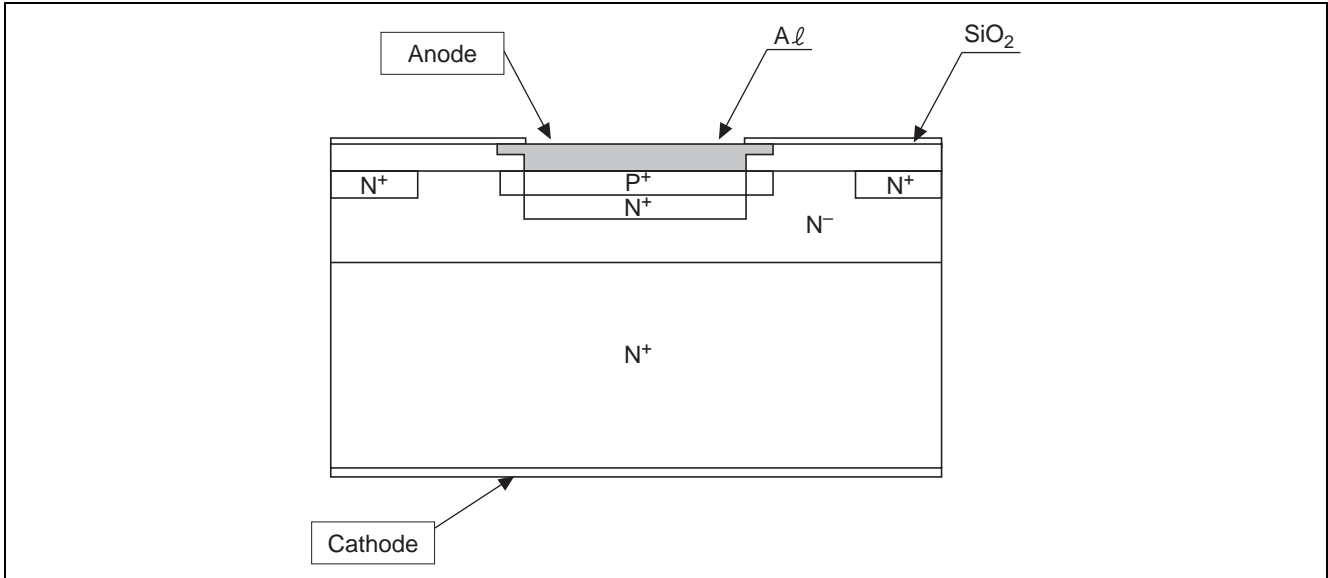 Anode
Aℓ
SiO₂
N⁺
P⁺
N⁺
N⁺
N⁻
N⁺
Cathode